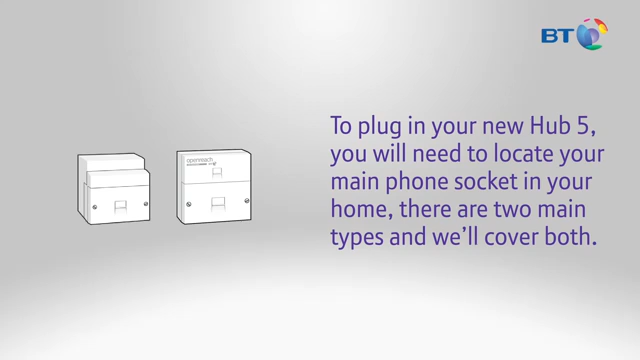 BT
openreach
To plug in your new Hub 5,
you will need to locate your
main phone socket in your
home, there are two main
types and we'll cover both.